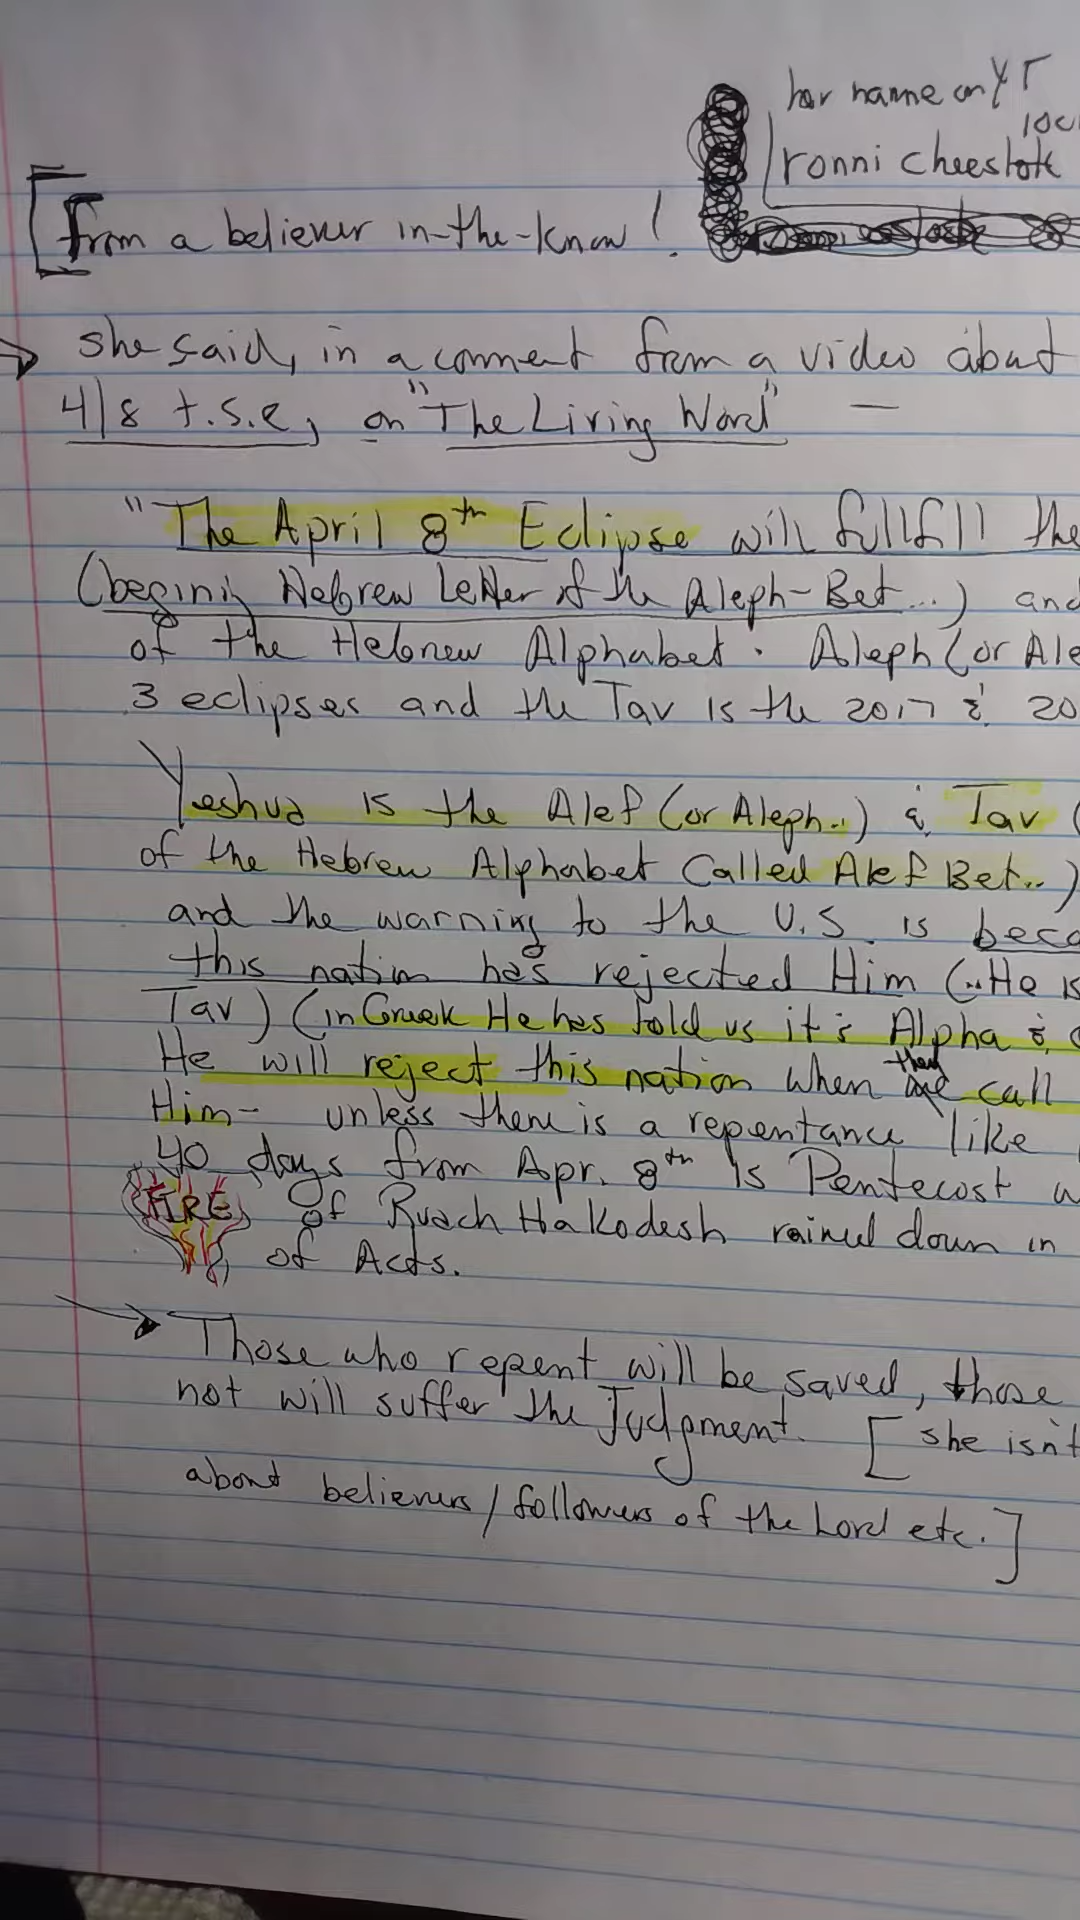 her name on YT
ronni cheeslotk
[From a believer in-the-know!
she said, in a comment from a video about
4/8 t.s.e, on "The Living Word" —
"The April 8th Eclipse will fullfill the
(begining Hebrew Letter of the Aleph-Bet...) and
of the Hebrew Alphabet. Aleph (or Ale
3 eclipses and the Tav is the 2017 & 20
Yeshua is the Alef (or Aleph..) & Tav (
of the Hebrew Alphabet Called Alef Bet..)
and the warning to the U.S. is beca
this nation has rejected Him (..He is
Tav) (in Greek He has told us it's Alpha &
He will reject this nation when they call
Him- unless there is a repentance like
40 days from Apr. 8th is Pentecost w
FIRE of Ruach HaKodesh rained down in
of Acts.
Those who repent will be saved, those
not will suffer the Judgment. [she isn't
about believers/followers of the Lord etc.]